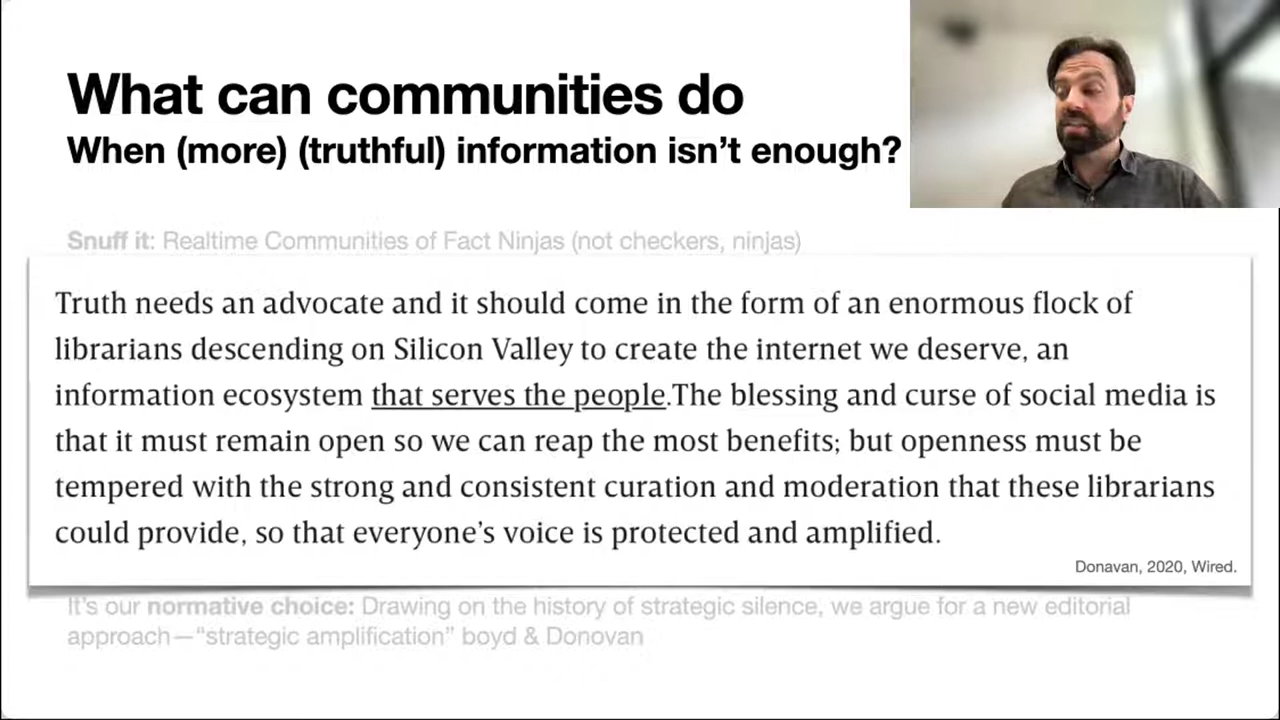 What can communities do
When (more) (truthful) information isn’t enough?
Snuff it: Realtime Communities of Fact Ninjas (not checkers, ninjas)
Truth needs an advocate and it should come in the form of an enormous flock of
librarians descending on Silicon Valley to create the internet we deserve, an
information ecosystem that serves the people.The blessing and curse of social media is
that it must remain open so we can reap the most benefits; but openness must be
tempered with the strong and consistent curation and moderation that these librarians
could provide, so that everyone’s voice is protected and amplified.
Donavan, 2020, Wired.
It’s our normative choice: Drawing on the history of strategic silence, we argue for a new editorial
approach—“strategic amplification” boyd & Donovan